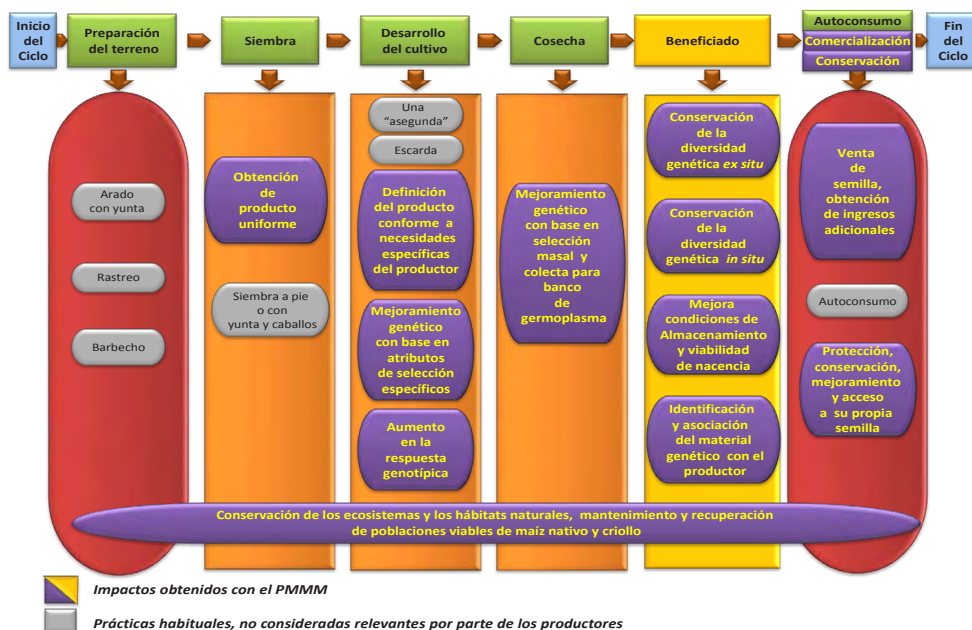 Inicio
del
Ciclo
Preparación
del terreno
Siembra
Desarrollo
del cultivo
Cosecha
Beneficiado
Autoconsumo
Comercialización
Conservación
Fin
del
Ciclo
Arado
con yunta
Rastreo
Barbecho
Obtención
de
producto
uniforme
Siembra a pie
o con
yunta y caballos
Una
“asegunda”
Escarda
Definición
del producto
conforme a
necesidades
específicas
del productor
Mejoramiento
genético
con base en
atributos
de selección
específicos
Aumento
en la
respuesta
genotípica
Mejoramiento
genético
con base en
selección
masal y
colecta para
banco
de
germoplasma
Conservación
de la
diversidad
genética ex situ
Conservación
de la
diversidad
genética in situ
Mejora
condiciones de
Almacenamiento
y viabilidad
de nacencia
Identificación
y asociación
del material
genético con el
productor
Venta
de
semilla,
obtención
de ingresos
adicionales
Autoconsumo
Protección,
conservación,
mejoramiento
y acceso
a su propia
semilla
Conservación de los ecosistemas y los hábitats naturales, mantenimiento y recuperación
de poblaciones viables de maíz nativo y criollo
Impactos obtenidos con el PMMM
Prácticas habituales, no consideradas relevantes por parte de los productores